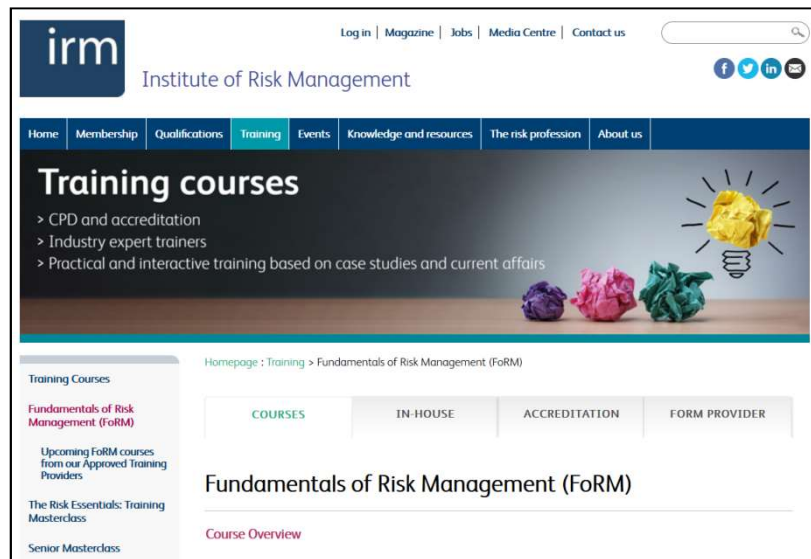 irm
Institute of Risk Management
Log in | Magazine | Jobs | Media Centre | Contact us
Home Membership Qualifications Training Events Knowledge and resources The risk profession About us
Training courses
> CPD and accreditation
> Industry expert trainers
> Practical and interactive training based on case studies and current affairs
Homepage : Training > Fundamentals of Risk Management (FoRM)
Training Courses
Fundamentals of Risk
Management (FoRM)
Upcoming FoRM courses
from our Approved Training
Providers
The Risk Essentials: Training
Masterclass
Senior Masterclass
COURSES IN-HOUSE ACCREDITATION FORM PROVIDER
Fundamentals of Risk Management (FoRM)
Course Overview